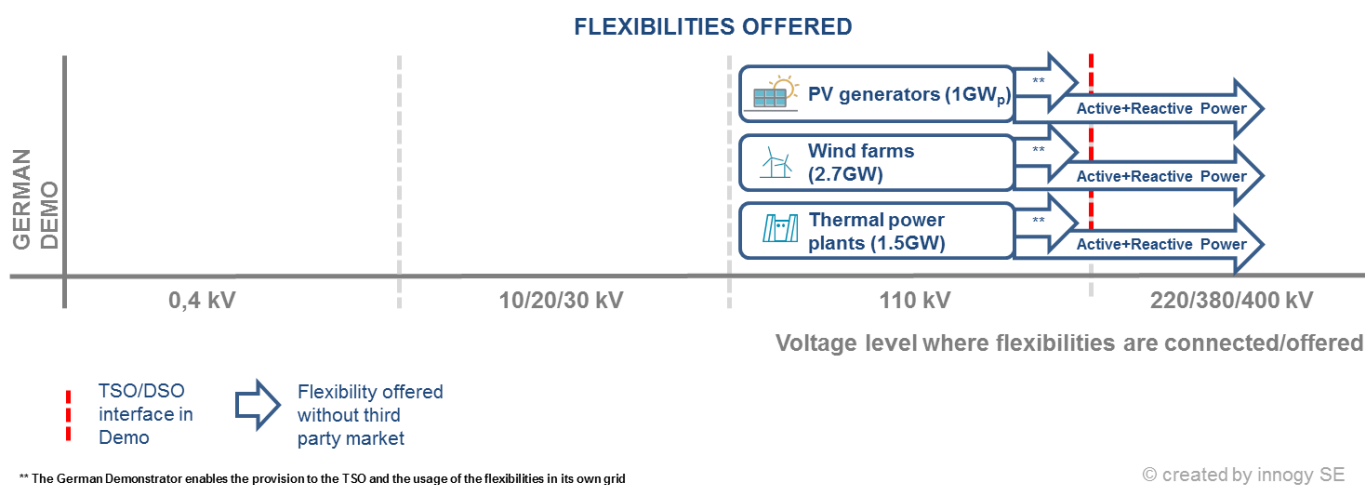 FLEXIBILITIES OFFERED
GERMAN
DEMO
PV generators (1GWp)
**
Active+Reactive Power
Wind farms
(2.7GW)
**
Active+Reactive Power
Thermal power
plants (1.5GW)
**
Active+Reactive Power
0,4 kV
10/20/30 kV
110 kV
220/380/400 kV
Voltage level where flexibilities are connected/offered
TSO/DSO
interface in
Demo
Flexibility offered
without third
party market
** The German Demonstrator enables the provision to the TSO and the usage of the flexibilities in its own grid
© created by innogy SE